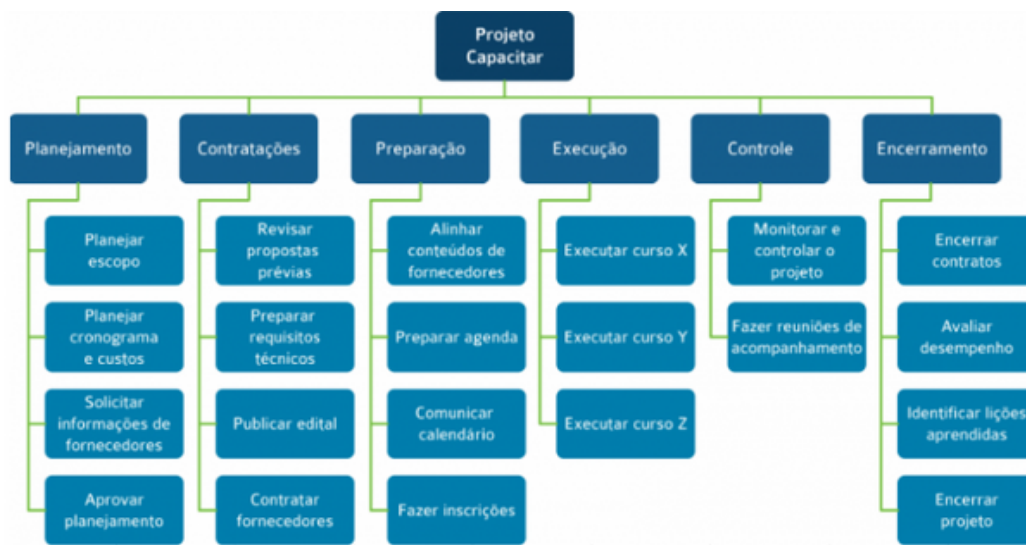 Projeto
Capacitar
Planejamento
Contratações
Preparação
Execução
Controle
Encerramento
Planejar
escopo
Planejar
cronograma
e custos
Solicitar
informações de
fornecedores
Aprovar
planejamento
Revisar
propostas
prévias
Preparar
requisitos
técnicos
Publicar edital
Contratar
fornecedores
Alinhar
conteúdos de
fornecedores
Preparar agenda
Comunicar
calendário
Fazer inscrições
Executar curso X
Executar curso Y
Executar curso Z
Monitorar e
controlar o
projeto
Fazer reuniões de
acompanhamento
Encerrar
contratos
Avaliar
desempenho
Identificar lições
aprendidas
Encerrar
projeto